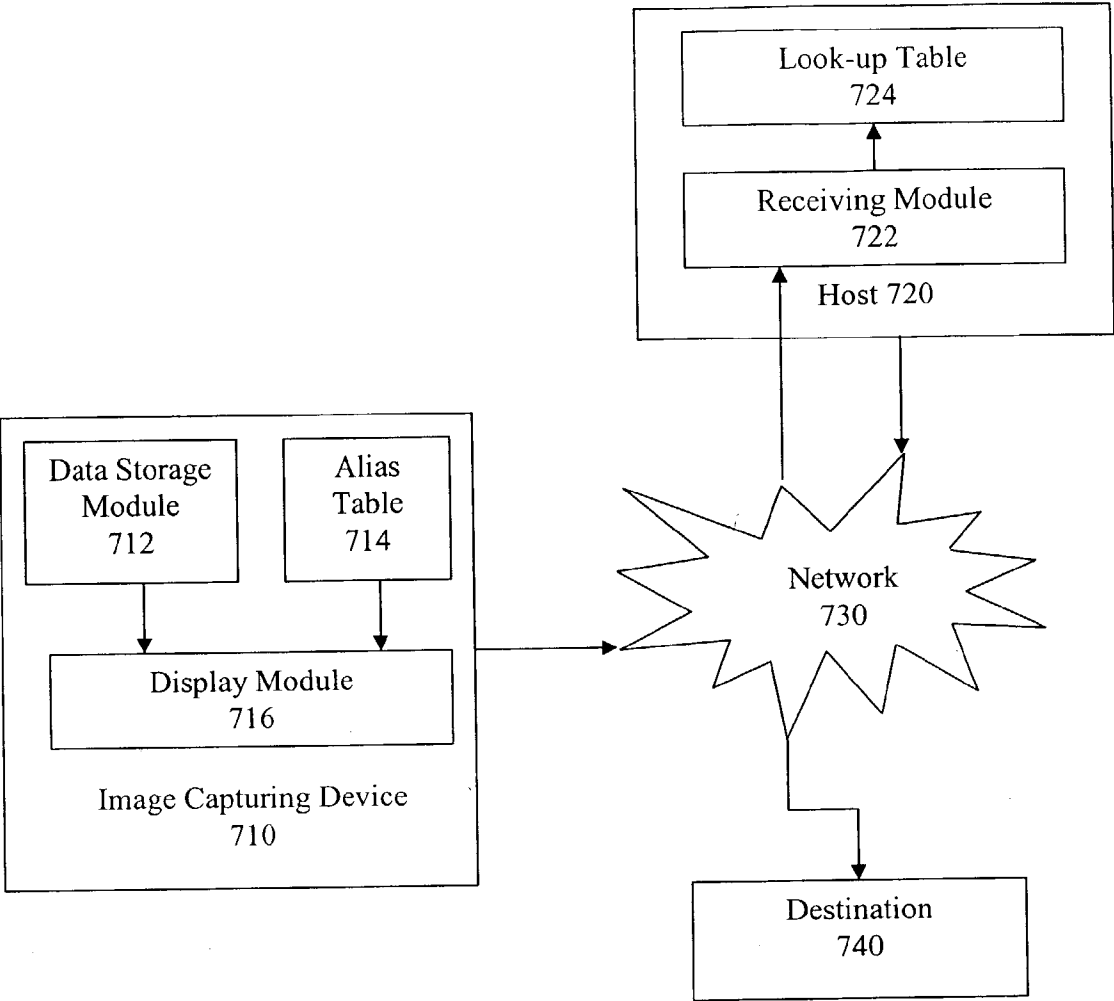 Look-up Table
724
Receiving Module
722
Host 720
Data Storage
Module
712
Alias
Table
714
Display Module
716
Image Capturing Device
710
Network
730
Destination
740